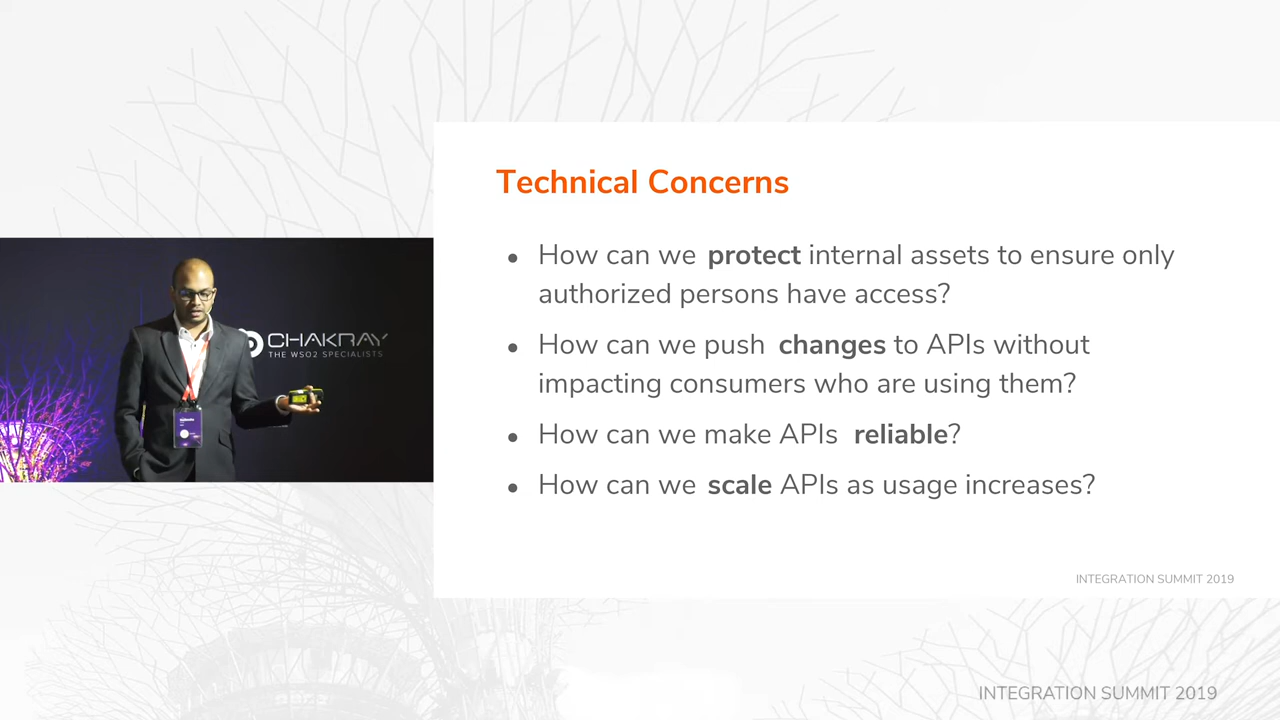 Technical Concerns
• How can we protect internal assets to ensure only
authorized persons have access?
• How can we push changes to APIs without
impacting consumers who are using them?
• How can we make APIs reliable?
• How can we scale APIs as usage increases?
CHAKRAY
THE WSO2 SPECIALISTS
INTEGRATION SUMMIT 2019
INTEGRATION SUMMIT 2019